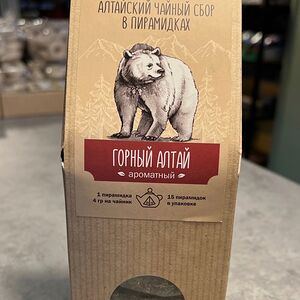 АЛТАЙСКИЙ ЧАЙНЫЙ СБОР
В ПИРАМИДКАХ
ГОРНЫЙ АЛТАЙ
ароматный
1 пирамидка
4 гр на чайник
15 пирамидок
в упаковке